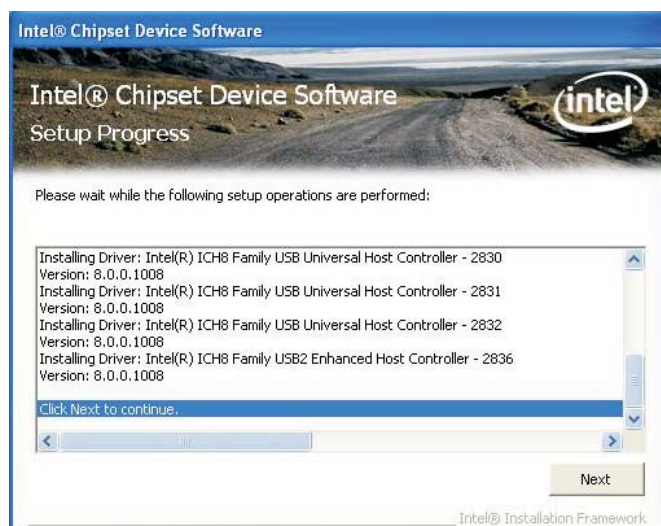 Intel® Chipset Device Software
Intel® Chipset Device Software
intel
Setup Progress
Please wait while the following setup operations are performed:
Installing Driver: Intel(R) ICH8 Family USB Universal Host Controller - 2830
Version: 8.0.0.1008
Installing Driver: Intel(R) ICH8 Family USB Universal Host Controller - 2831
Version: 8.0.0.1008
Installing Driver: Intel(R) ICH8 Family USB Universal Host Controller - 2832
Version: 8.0.0.1008
Installing Driver: Intel(R) ICH8 Family USB2 Enhanced Host Controller - 2836
Version: 8.0.0.1008
Click Next to continue.
Next
Intel® Installation Framework